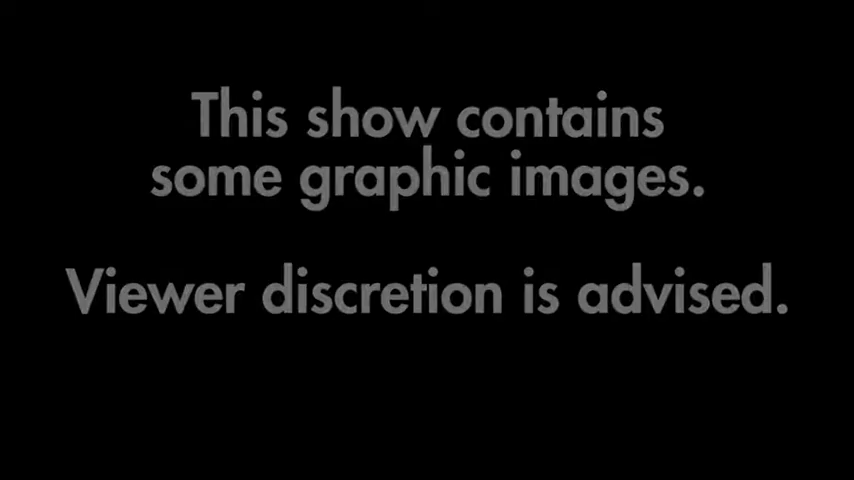 This show contains
some graphic images.
Viewer discretion is advised.